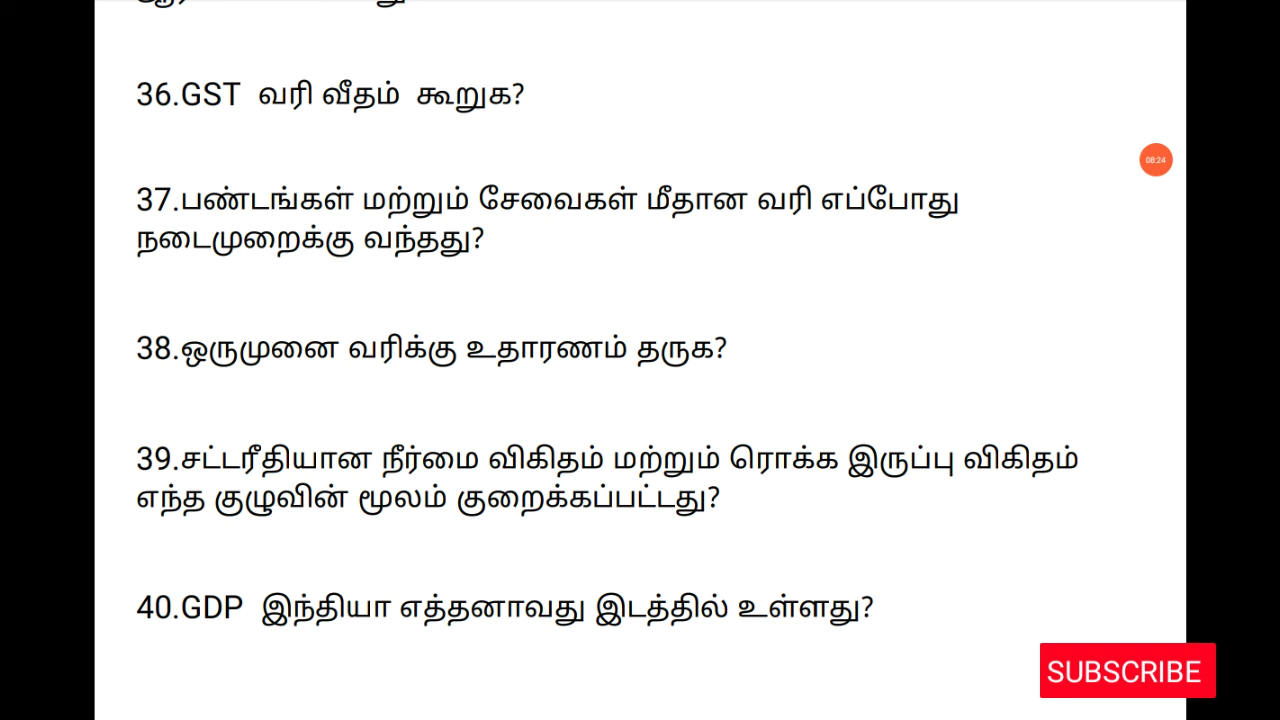 36.GST வரி வீதம் கூறுக?
08:24
37.பண்டங்கள் மற்றும் சேவைகள் மீதான வரி எப்போது
நடைமுறைக்கு வந்தது?
38.ஒருமுனை வரிக்கு உதாரணம் தருக?
39.சட்டரீதியான நீர்மை விகிதம் மற்றும் ரொக்க இருப்பு விகிதம்
எந்த குழுவின் மூலம் குறைக்கப்பட்டது?
40.GDP இந்தியா எத்தனாவது இடத்தில் உள்ளது?
SUBSCRIBE